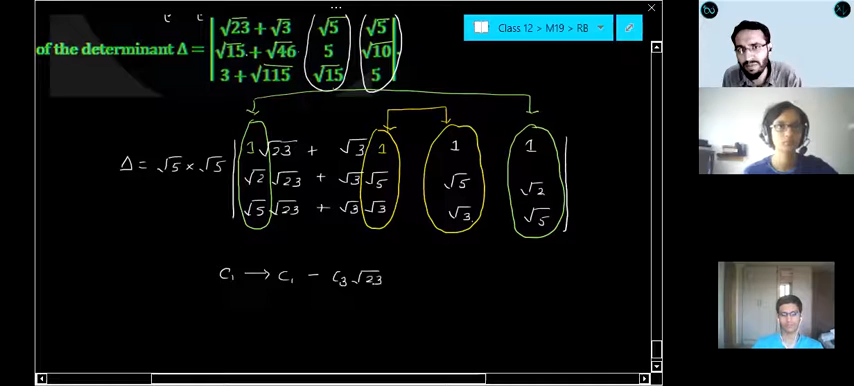 √23 + √3 √5 √5
of the determinant Δ = √15 + √46 5 √10
3 + √115 √15 5
Class 12 > M19 > RB
Δ = √5 × √5
1 √23 + √3 1 1 1
√2 √23 + √3 √5 √5 √2
√5 √23 + √3 √3 √3 √5
C₁ → C₁ − C₃ √23